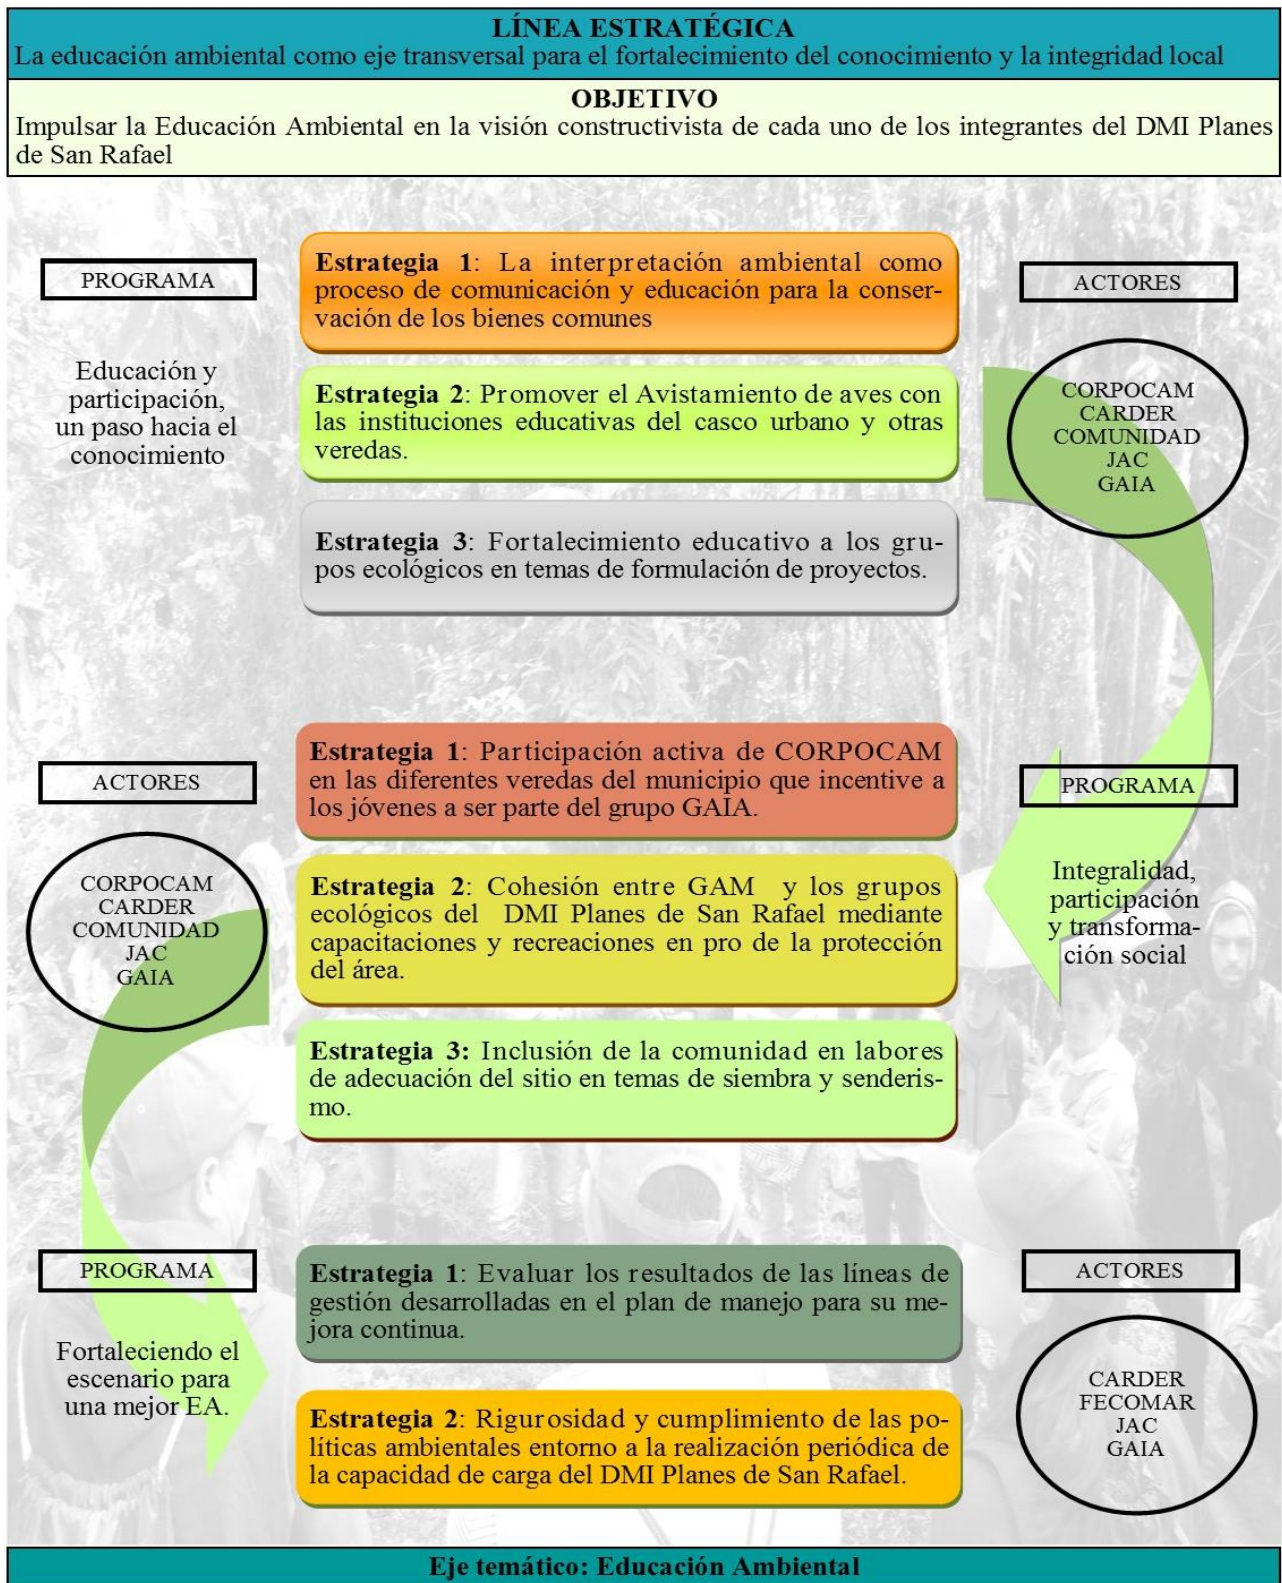 LÍNEA ESTRATÉGICA
La educación ambiental como eje transversal para el fortalecimiento del conocimiento y la integridad local
OBJETIVO
Impulsar la Educación Ambiental en la visión constructivista de cada uno de los integrantes del DMI Planes
de San Rafael
PROGRAMA
Educación y
participación,
un paso hacia el
conocimiento
Estrategia 1: La interpretación ambiental como
proceso de comunicación y educación para la conser-
vación de los bienes comunes
Estrategia 2: Promover el Avistamiento de aves con
las instituciones educativas del casco urbano y otras
veredas.
Estrategia 3: Fortalecimiento educativo a los gru-
pos ecológicos en temas de formulación de proyectos.
ACTORES
CORPOCAM
CARDER
COMUNIDAD
JAC
GAIA
ACTORES
CORPOCAM
CARDER
COMUNIDAD
JAC
GAIA
Estrategia 1: Participación activa de CORPOCAM
en las diferentes veredas del municipio que incentive a
los jóvenes a ser parte del grupo GAIA.
Estrategia 2: Cohesión entre GAM y los grupos
ecológicos del DMI Planes de San Rafael mediante
capacitaciones y recreaciones en pro de la protección
del área.
Estrategia 3: Inclusión de la comunidad en labores
de adecuación del sitio en temas de siembra y senderis-
mo.
PROGRAMA
Integralidad,
participación
y transforma-
ción social
PROGRAMA
Fortaleciendo el
escenario para
una mejor EA.
Estrategia 1: Evaluar los resultados de las líneas de
gestión desarrolladas en el plan de manejo para su me-
jora continua.
Estrategia 2: Rigurosidad y cumplimiento de las po-
líticas ambientales entorno a la realización periódica de
la capacidad de carga del DMI Planes de San Rafael.
ACTORES
CARDER
FECOMAR
JAC
GAIA
Eje temático: Educación Ambiental